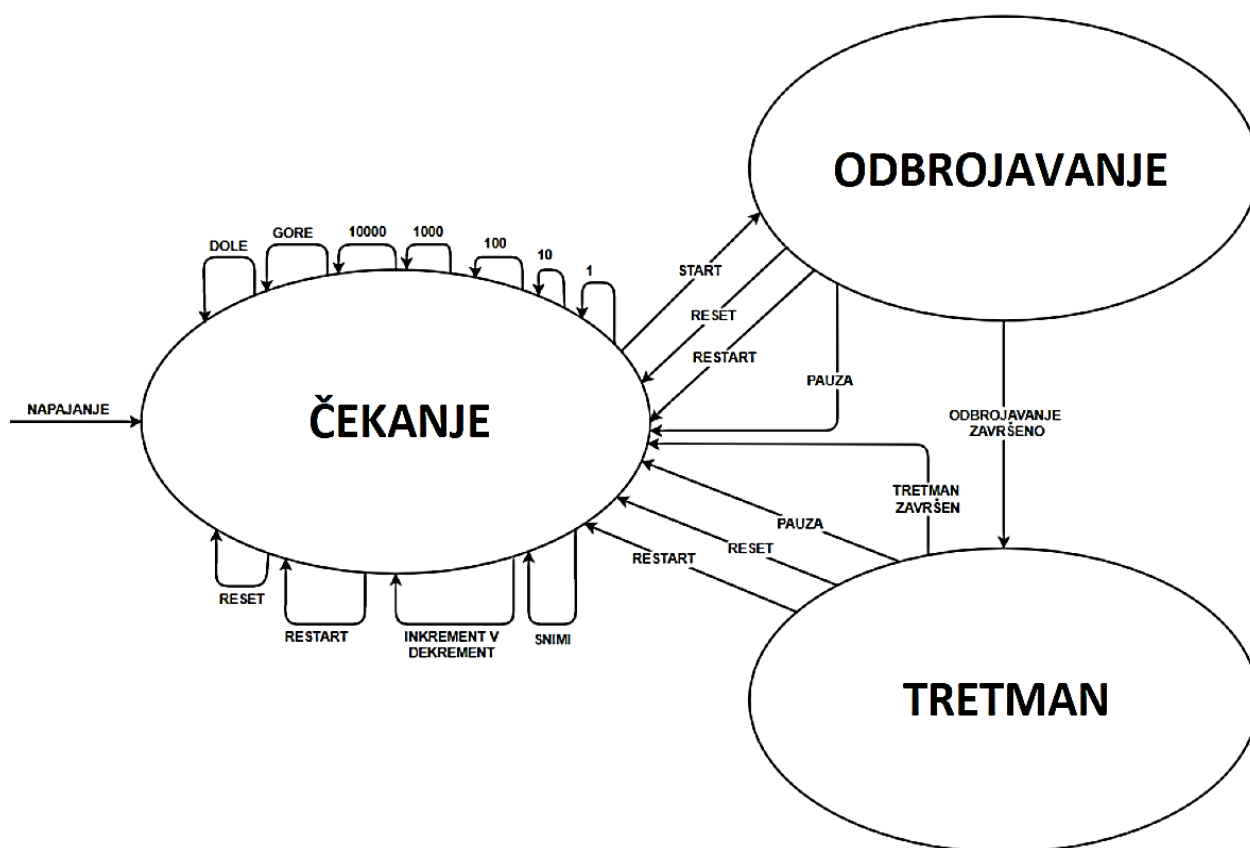 ODBROJAVANJE
DOLE
GORE
10000
1000
100
10
1
START
RESET
RESTART
PAUZA
NAPAJANJE
ČEKANJE
ODBROJAVANJE
ZAVRŠENO
TRETMAN
ZAVRŠEN
PAUZA
RESET
RESTART
RESET
RESTART
INKREMENT V
DEKREMENT
SNIMI
TRETMAN